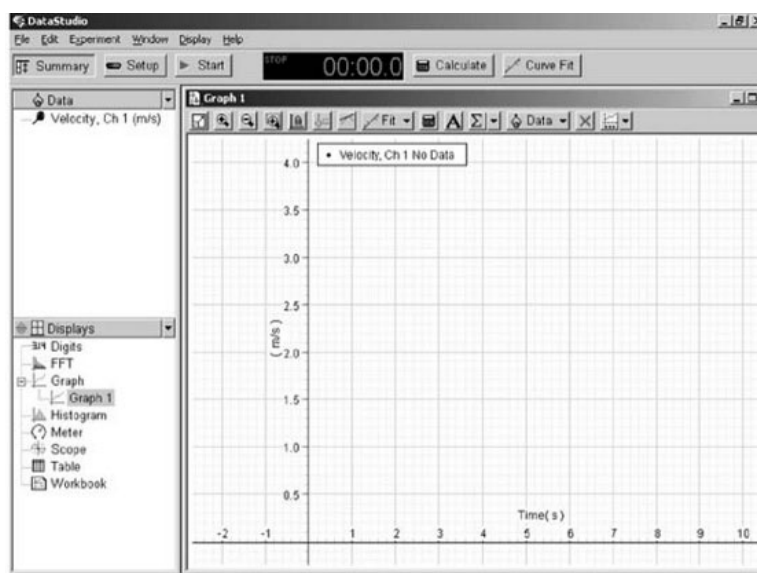 DataStudio
File Edit Experiment Window Display Help
Summary Setup Start STOP 00:00.0 Calculate Curve Fit
Data
Velocity, Ch 1 (m/s)
Displays
3.14 Digits
FFT
Graph
Graph 1
Histogram
Meter
Scope
Table
Workbook
Graph 1
Fit A Σ Data
Velocity, Ch 1 No Data
4.0
3.5
3.0
2.5
(m/s)
2.0
1.5
1.0
0.5
Time(s)
-2 -1 1 2 3 4 5 6 7 8 9 10